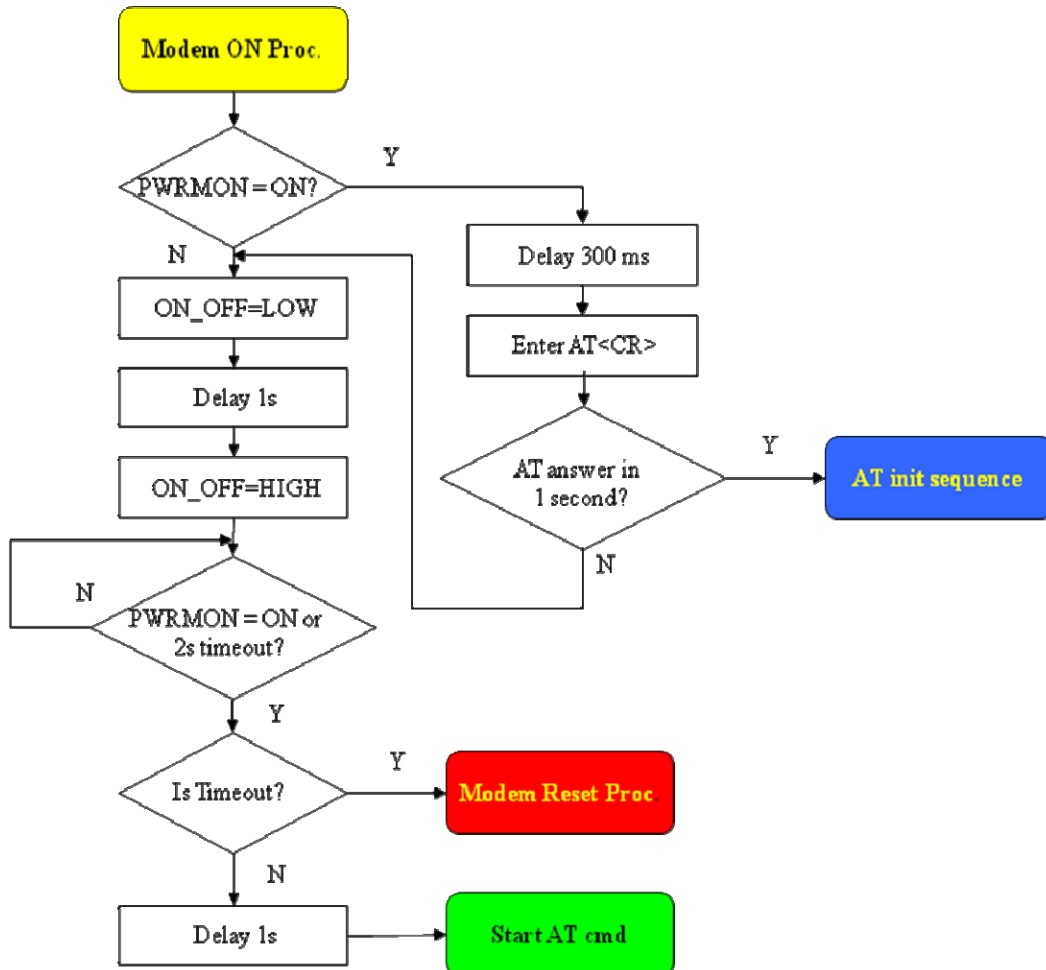 Modem ON Proc.
Y
PWRMON = ON?
N
Delay 300 ms
ON_OFF=LOW
Enter AT<CR>
Delay 1s
Y
AT answer in
1 second?
AT init sequence
ON_OFF=HIGH
N
N
PWRMON = ON or
2s timeout?
Y
Y
Is Timeout?
Modem Reset Proc.
N
Delay 1s
Start AT cmd